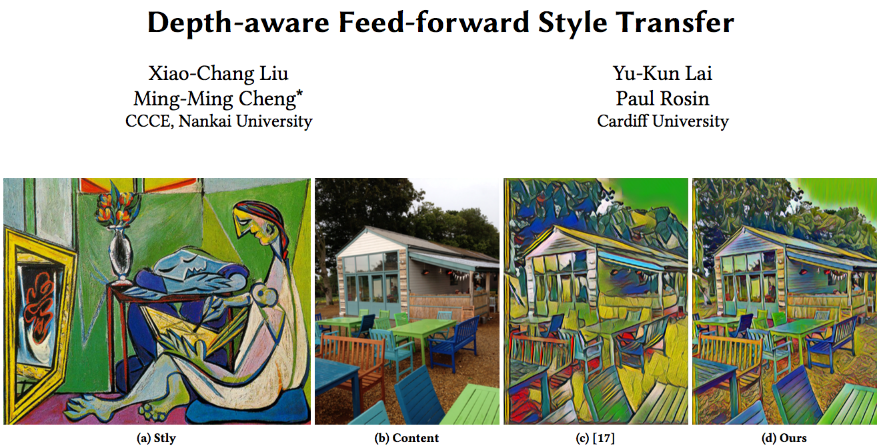 Depth-aware Feed-forward Style Transfer
Xiao-Chang Liu
Ming-Ming Cheng*
CCCE, Nankai University
Yu-Kun Lai
Paul Rosin
Cardiff University
(a) Stly
(b) Content
(c) [17]
(d) Ours